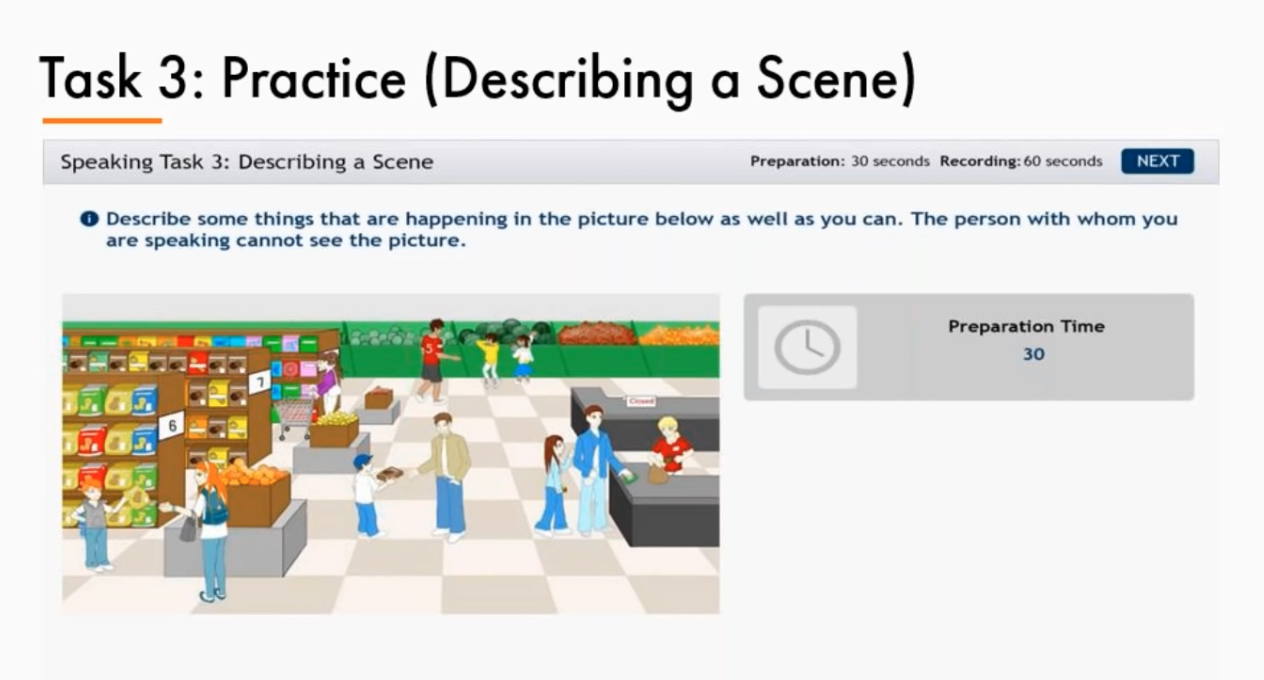 Task 3: Practice (Describing a Scene)
Speaking Task 3: Describing a Scene
Preparation: 30 seconds Recording: 60 seconds NEXT
Describe some things that are happening in the picture below as well as you can. The person with whom you
are speaking cannot see the picture.
Preparation Time
30
7
6
5
Closed